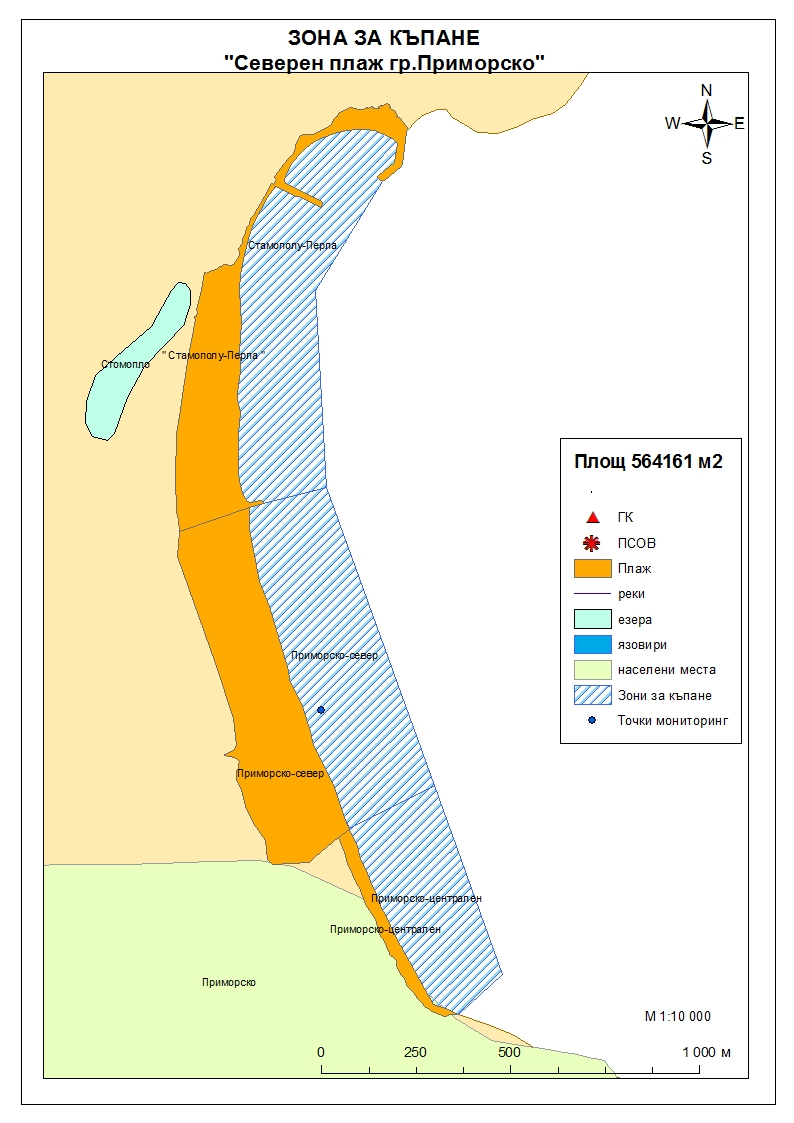 ЗОНА ЗА КЪПАНЕ
"Северен плаж гр.Приморско"
N
W E
S
Стамополу-Перла
"Стамополу-Перла "
Стомопло
Площ 564161 м2
ГК
ПСОВ
Плаж
реки
езера
язовири
населени места
Зони за къпане
Точки мониторинг
Приморско-север
Приморско-север
Приморско-централен
Приморско-централен
Приморско
М 1:10 000
0 250 500 1 000 м